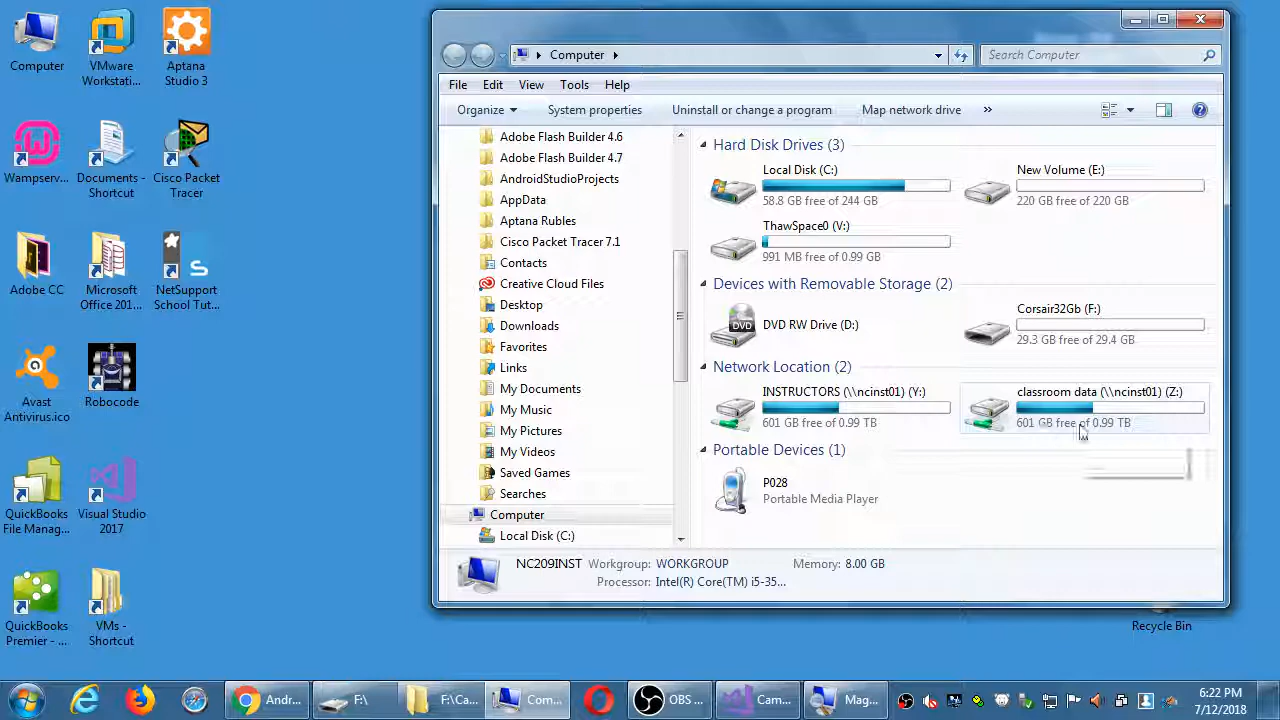 Computer
VMware
Workstati...
Aptana
Studio 3
Wampserv...
Documents -
Shortcut
Cisco Packet
Tracer
Adobe CC
Microsoft
Office 201...
NetSupport
School Tut...
Avast
Antivirus.ico
Robocode
QuickBooks
File Manag...
Visual Studio
2017
QuickBooks
Premier - ...
VMs -
Shortcut
Computer
Search Computer
File Edit View Tools Help
Organize System properties Uninstall or change a program Map network drive »
Adobe Flash Builder 4.6
Adobe Flash Builder 4.7
AndroidStudioProjects
AppData
Aptana Rubles
Cisco Packet Tracer 7.1
Contacts
Creative Cloud Files
Desktop
Downloads
Favorites
Links
My Documents
My Music
My Pictures
My Videos
Saved Games
Searches
Computer
Local Disk (C:)
Hard Disk Drives (3)
Local Disk (C:)
58.8 GB free of 244 GB
New Volume (E:)
220 GB free of 220 GB
ThawSpace0 (V:)
991 MB free of 0.99 GB
Devices with Removable Storage (2)
DVD
DVD RW Drive (D:)
Corsair32Gb (F:)
29.3 GB free of 29.4 GB
Network Location (2)
INSTRUCTORS (\\ncinst01) (Y:)
601 GB free of 0.99 TB
classroom data (\\ncinst01) (Z:)
601 GB free of 0.99 TB
Portable Devices (1)
P028
Portable Media Player
NC209INST Workgroup: WORKGROUP Memory: 8.00 GB
Processor: Intel(R) Core(TM) i5-35...
Recycle Bin
Andr...
F:\
F:\Ca...
Com...
OBS ...
Cam...
Mag...
6:22 PM
7/12/2018